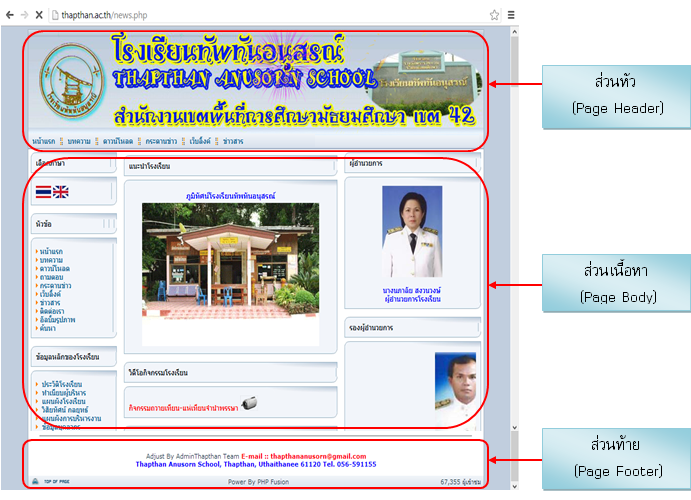 thapthan.ac.th/news.php
โรงเรียนทัพทันอนุสรณ์
THAPTHAN ANUSORN SCHOOL
สำนักงานเขตพื้นที่การศึกษามัธยมศึกษา เขต 42
หน้าแรก บทความ ดาวน์โหลด กระดานข่าว เว็บลิ้งค์ ข่าวสาร
ส่วนหัว
(Page Header)
เลือกภาษา
แนะนำโรงเรียน
ผู้อำนวยการ
ภูมิทัศน์โรงเรียนทัพทันอนุสรณ์
หัวข้อ
หน้าแรก
บทความ
ดาวน์โหลด
ถามตอบ
กระดานข่าว
เว็บลิ้งค์
ข่าวสาร
ติดต่อเรา
อัลบั้มรูปภาพ
ค้นหา
นางนภาลัย สงวนวงษ์
ผู้อำนวยการโรงเรียน
ส่วนเนื้อหา
(Page Body)
รองผู้อำนวยการ
ข้อมูลหลักของโรงเรียน
วิดีโอกิจกรรมโรงเรียน
ประวัติโรงเรียน
ทำเนียบผู้บริหาร
แผนผังโรงเรียน
วิสัยทัศน์ กลยุทธ์
แผนผังการบริหารงาน
ข้อมูลบุคลากร
กิจกรรมถวายเทียน-แห่เทียนจำนำพรรษา
ส่วนท้าย
(Page Footer)
Adjust By AdminThapthan Team E-mail :: thapthananusorn@gmail.com
Thapthan Anusorn School, Thapthan, Uthaithanee 61120 Tel. 056-591155
TOP OF PAGE
Power By PHP Fusion
67,355 ผู้เข้าชม